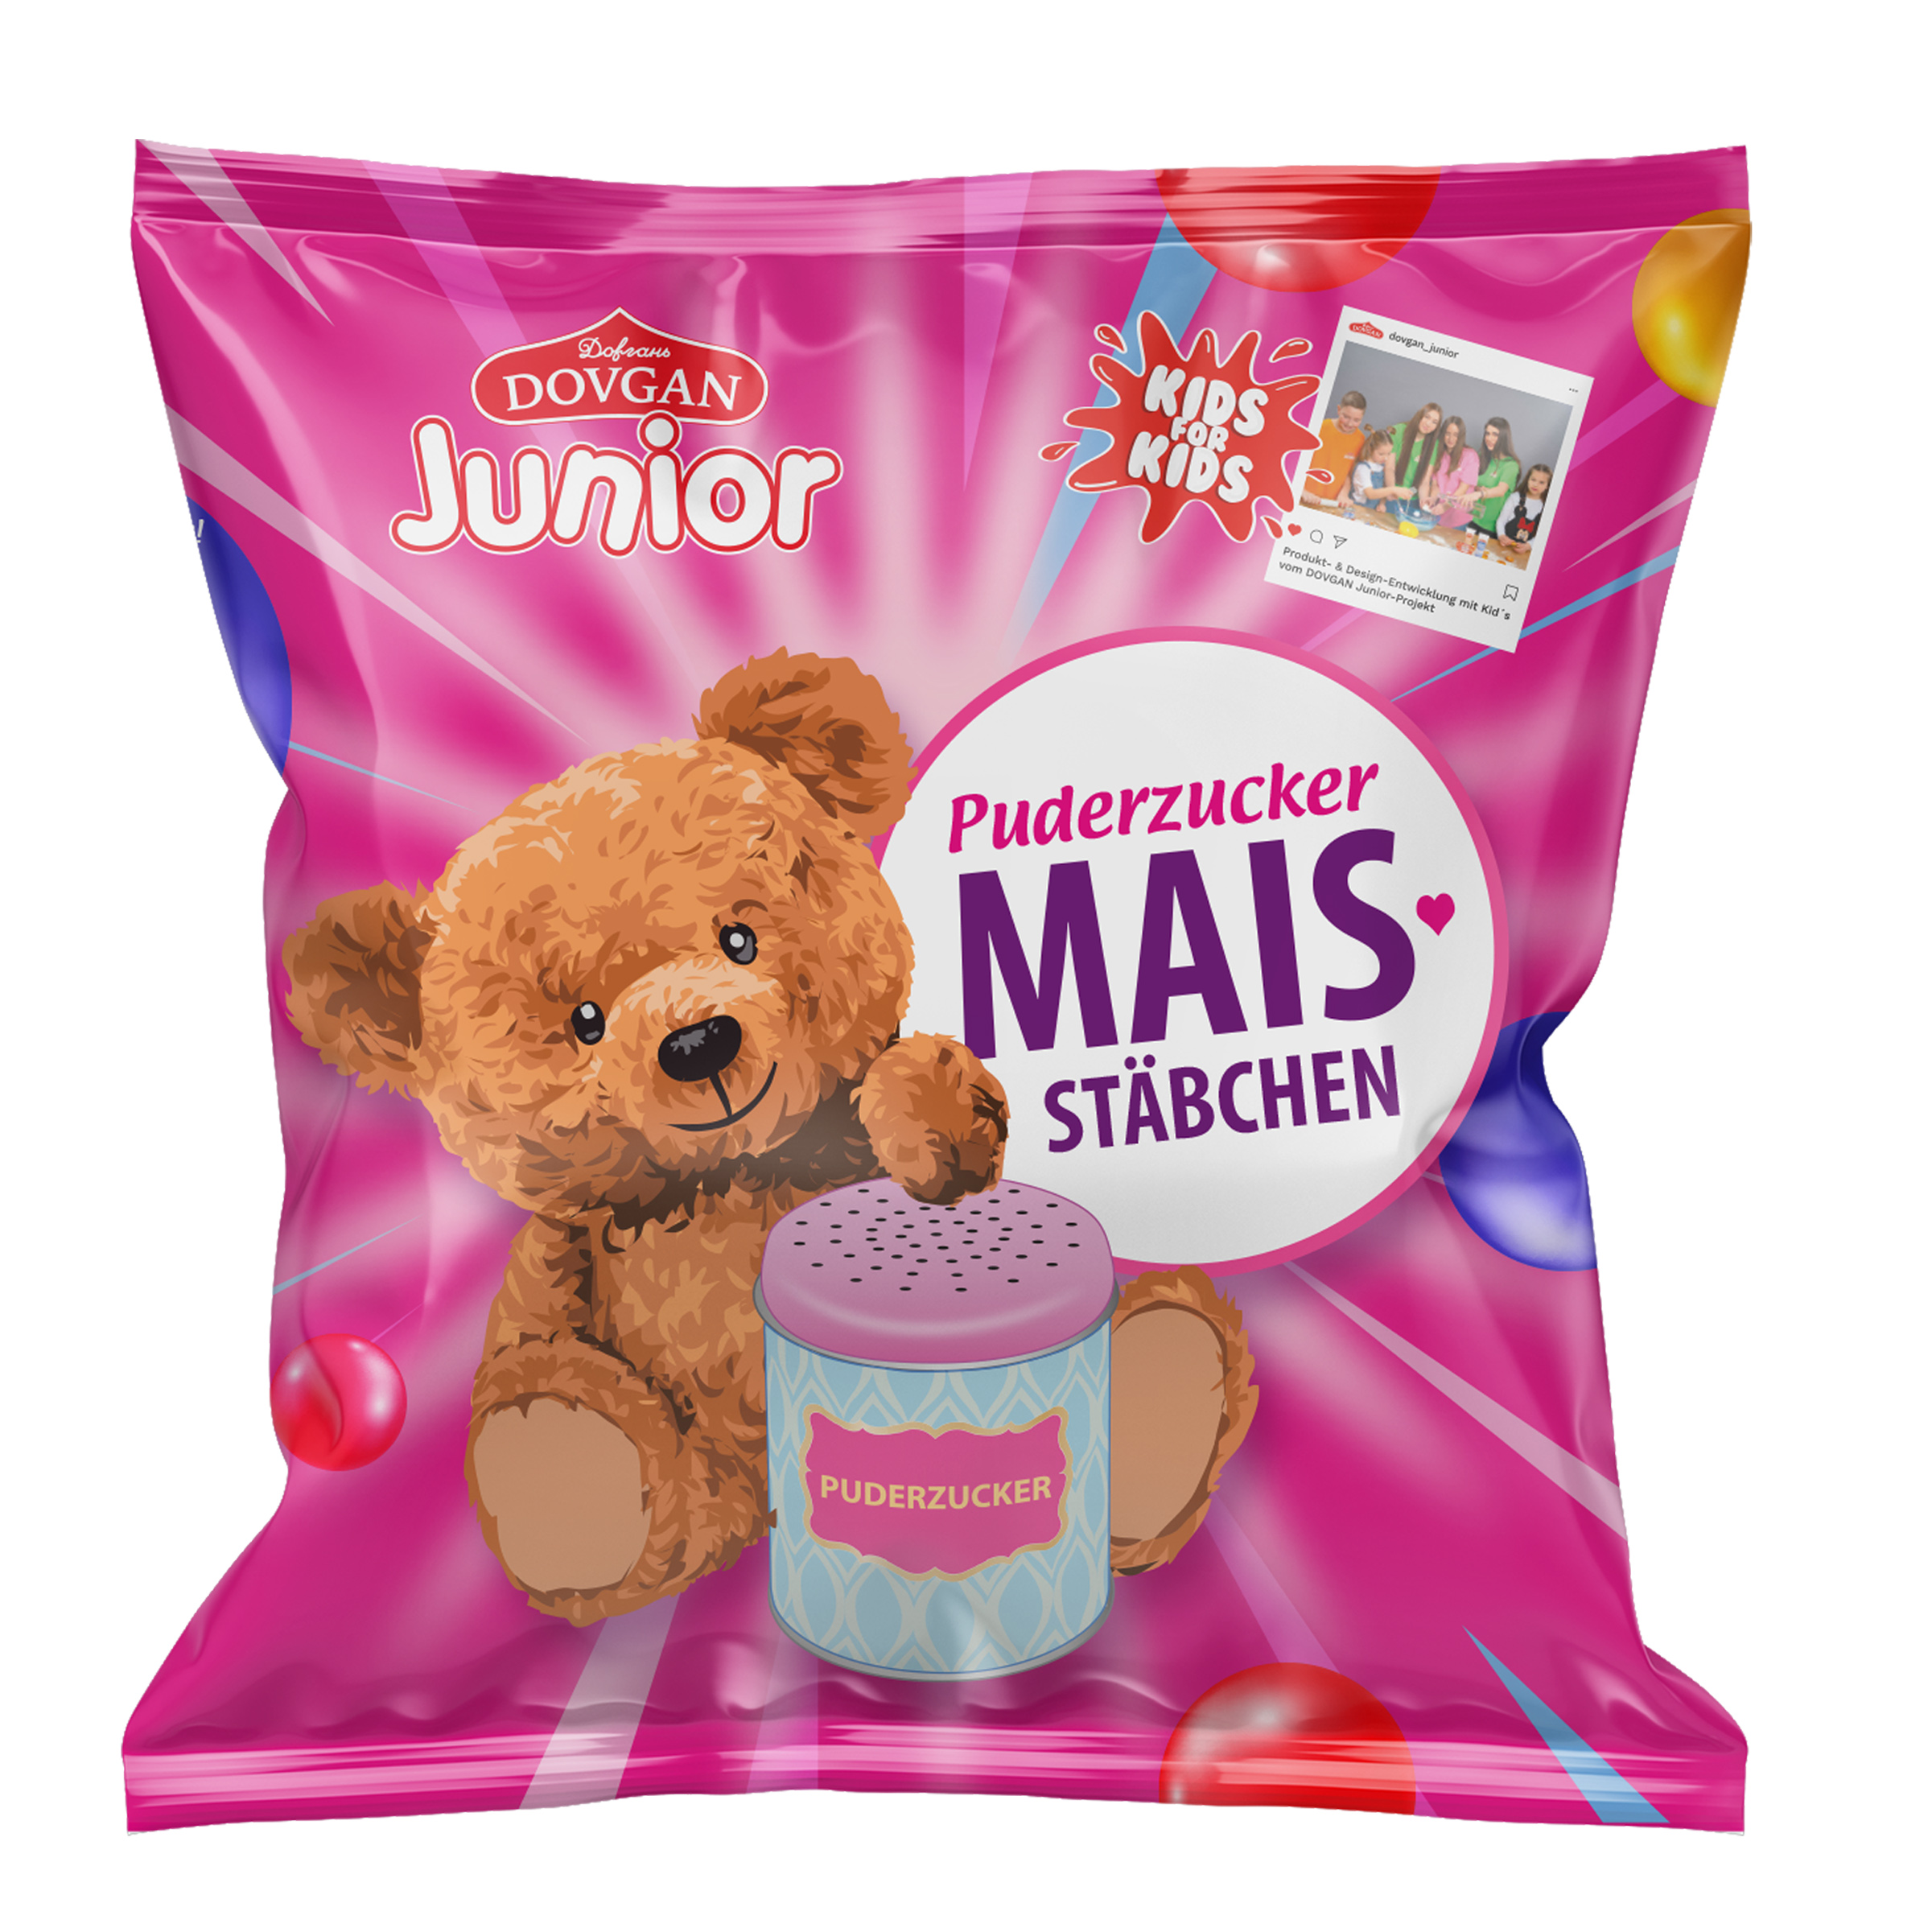 Довгань
DOVGAN
Junior
KIDS
FOR
KIDS
DOVGAN
dovgan_junior
Produkt- & Design-Entwicklung mit Kid´s
vom DOVGAN Junior-Projekt
!
Puderzucker
MAIS
STÄBCHEN
PUDERZUCKER